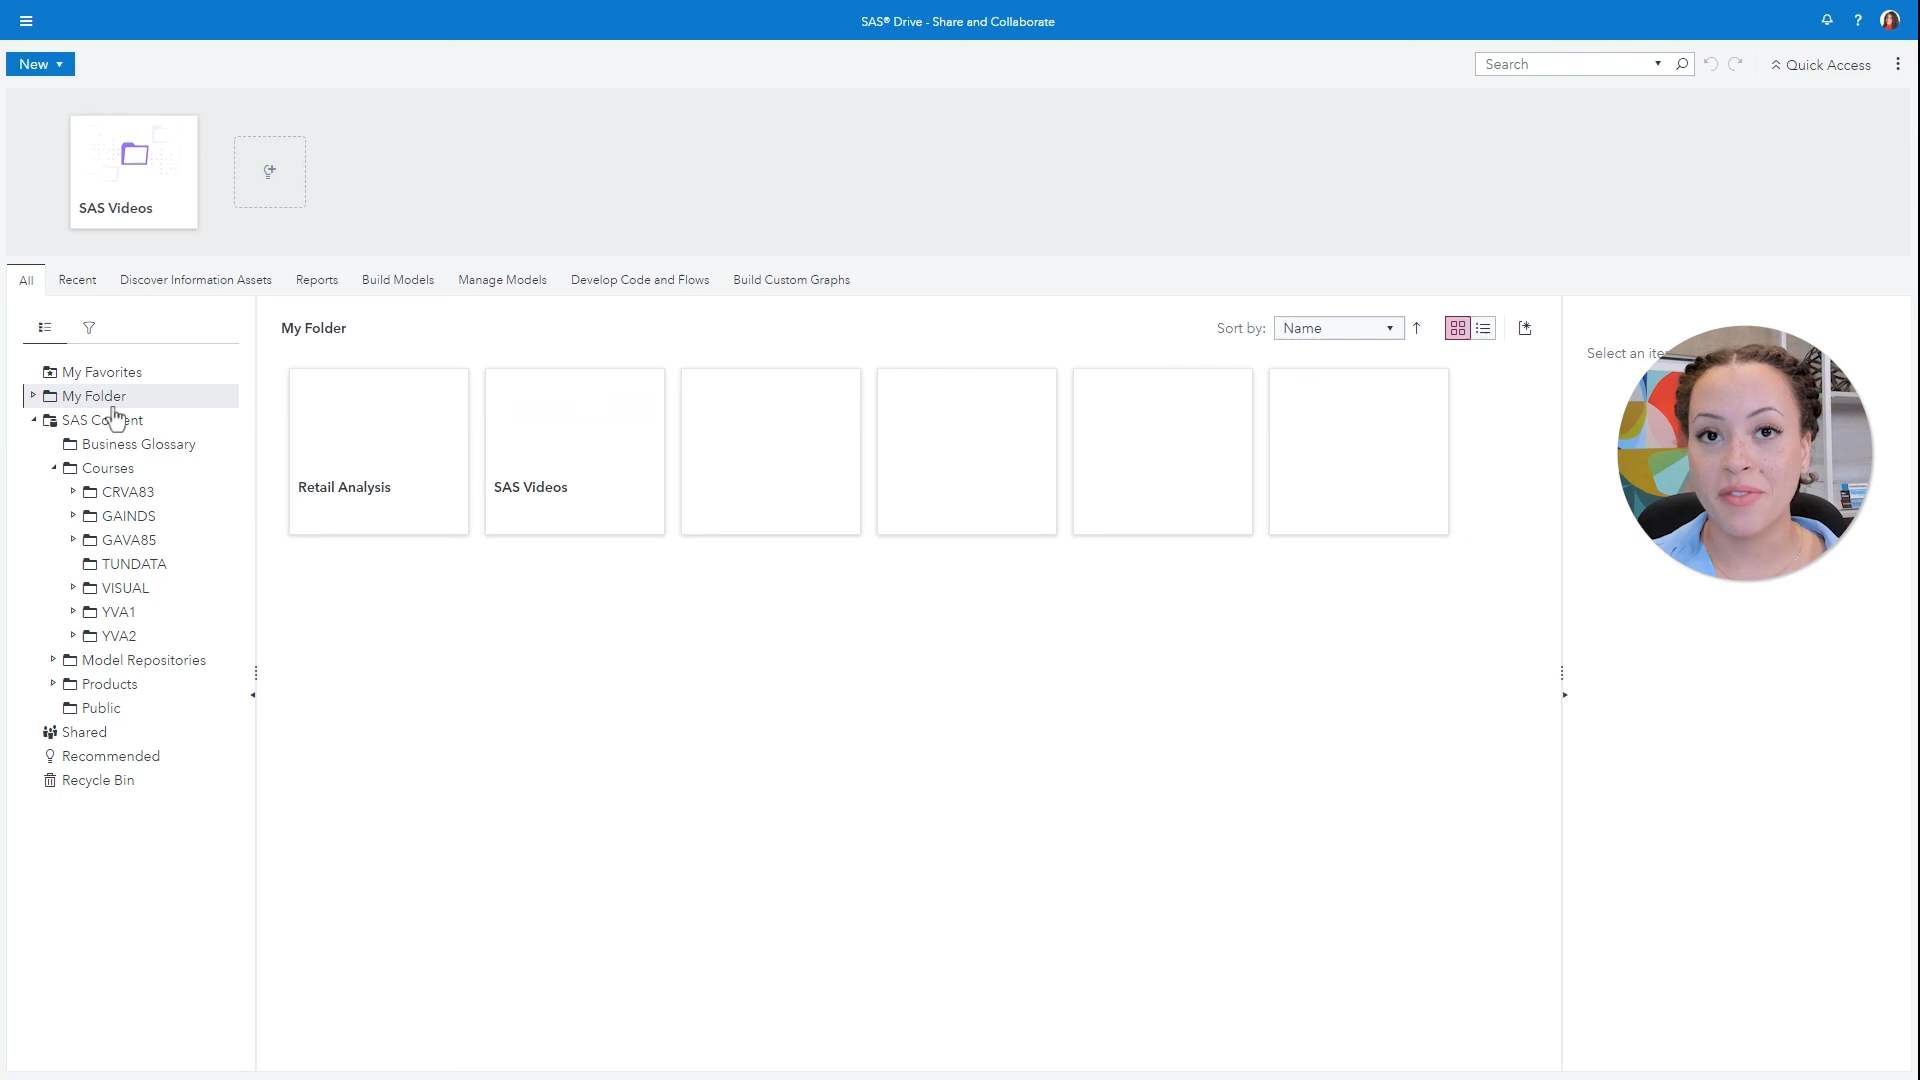 SAS® Drive - Share and Collaborate
?
New
Search
Quick Access
SAS Videos
All Recent Discover Information Assets Reports Build Models Manage Models Develop Code and Flows Build Custom Graphs
My Folder
Sort by: Name
Select an
My Favorites
My Folder
SAS
Business Glossary
Courses
CRVA83
GAINDS
GAVA85
TUNDATA
VISUAL
YVA1
YVA2
Model Repositories
Products
Public
Shared
Recommended
Recycle Bin
Retail Analysis
SAS Videos